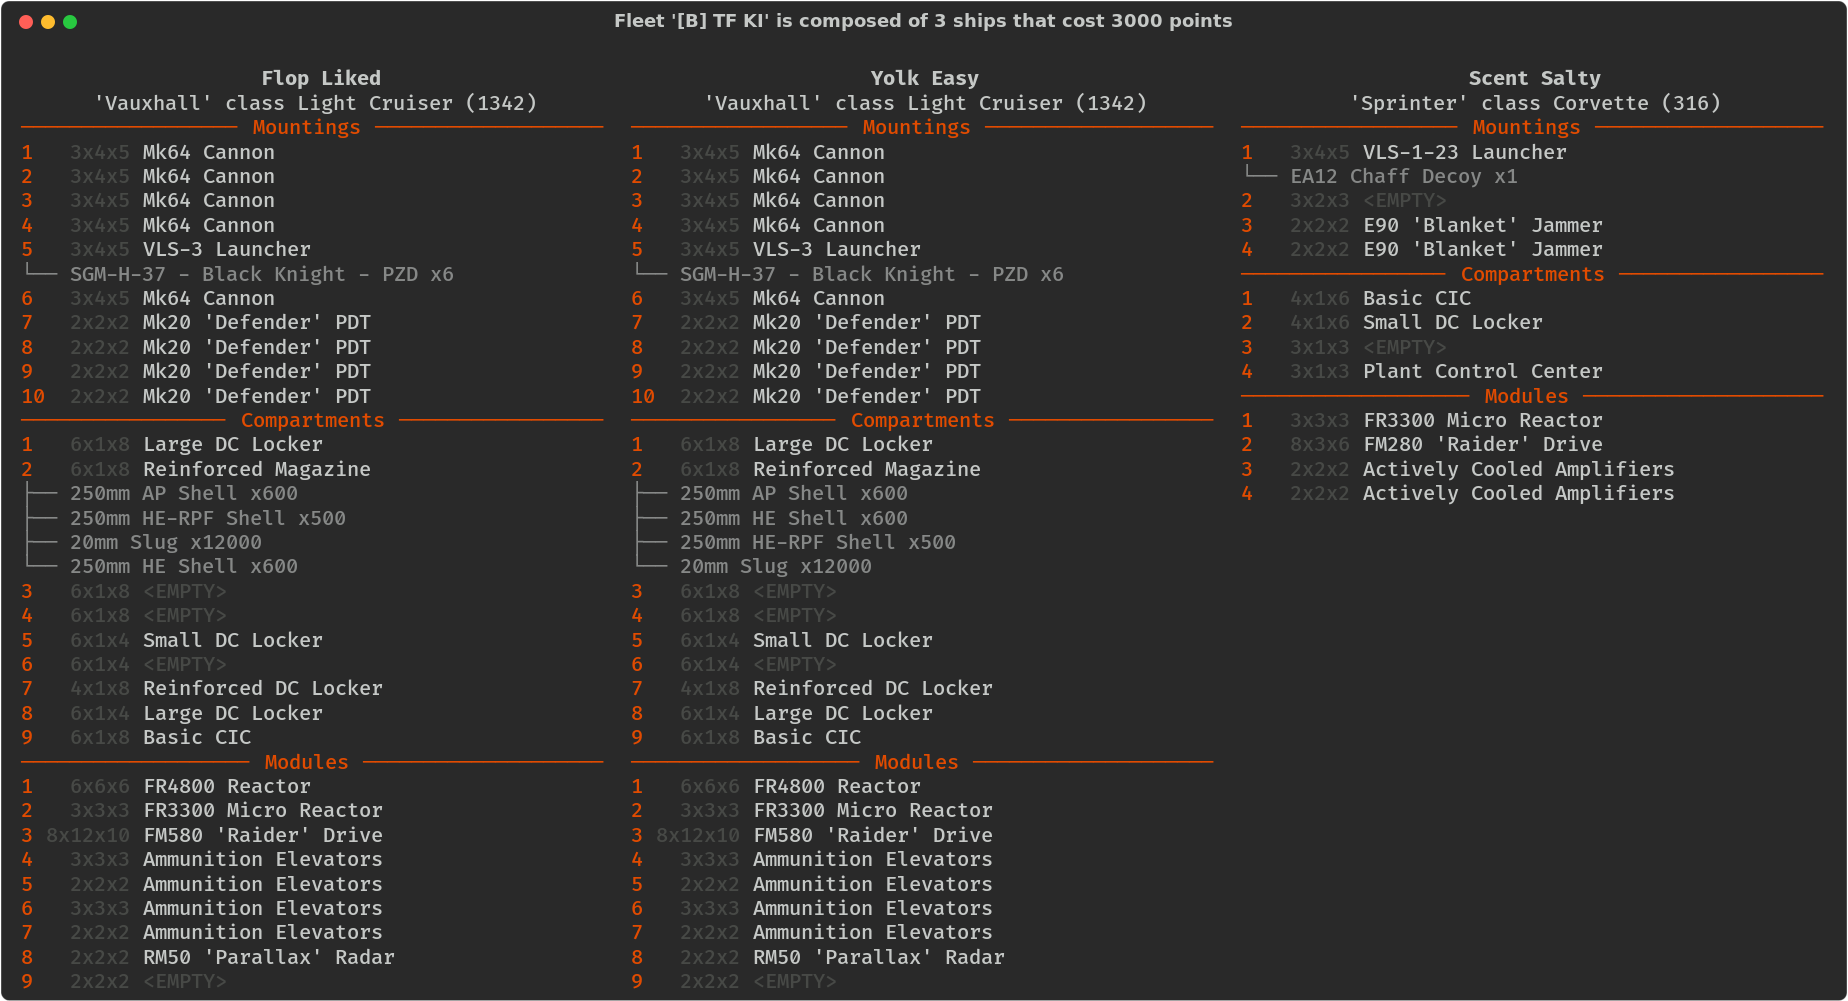 Fleet '[B] TF KI' is composed of 3 ships that cost 3000 points
Flop Liked
'Vauxhall' class Light Cruiser (1342)
Mountings
1 3x4x5 Mk64 Cannon
2 3x4x5 Mk64 Cannon
3 3x4x5 Mk64 Cannon
4 3x4x5 Mk64 Cannon
5 3x4x5 VLS-3 Launcher
SGM-H-37 - Black Knight - PZD x6
6 3x4x5 Mk64 Cannon
7 2x2x2 Mk20 'Defender' PDT
8 2x2x2 Mk20 'Defender' PDT
9 2x2x2 Mk20 'Defender' PDT
10 2x2x2 Mk20 'Defender' PDT
Compartments
1 6x1x8 Large DC Locker
2 6x1x8 Reinforced Magazine
250mm AP Shell x600
250mm HE-RPF Shell x500
20mm Slug x12000
250mm HE Shell x600
3 6x1x8 <EMPTY>
4 6x1x8 <EMPTY>
5 6x1x4 Small DC Locker
6 6x1x4 <EMPTY>
7 4x1x8 Reinforced DC Locker
8 6x1x4 Large DC Locker
9 6x1x8 Basic CIC
Modules
1 6x6x6 FR4800 Reactor
2 3x3x3 FR3300 Micro Reactor
3 8x12x10 FM580 'Raider' Drive
4 3x3x3 Ammunition Elevators
5 2x2x2 Ammunition Elevators
6 3x3x3 Ammunition Elevators
7 2x2x2 Ammunition Elevators
8 2x2x2 RM50 'Parallax' Radar
9 2x2x2 <EMPTY>
Yolk Easy
'Vauxhall' class Light Cruiser (1342)
Mountings
1 3x4x5 Mk64 Cannon
2 3x4x5 Mk64 Cannon
3 3x4x5 Mk64 Cannon
4 3x4x5 Mk64 Cannon
5 3x4x5 VLS-3 Launcher
SGM-H-37 - Black Knight - PZD x6
6 3x4x5 Mk64 Cannon
7 2x2x2 Mk20 'Defender' PDT
8 2x2x2 Mk20 'Defender' PDT
9 2x2x2 Mk20 'Defender' PDT
10 2x2x2 Mk20 'Defender' PDT
Compartments
1 6x1x8 Large DC Locker
2 6x1x8 Reinforced Magazine
250mm AP Shell x600
250mm HE Shell x600
250mm HE-RPF Shell x500
20mm Slug x12000
3 6x1x8 <EMPTY>
4 6x1x8 <EMPTY>
5 6x1x4 Small DC Locker
6 6x1x4 <EMPTY>
7 4x1x8 Reinforced DC Locker
8 6x1x4 Large DC Locker
9 6x1x8 Basic CIC
Modules
1 6x6x6 FR4800 Reactor
2 3x3x3 FR3300 Micro Reactor
3 8x12x10 FM580 'Raider' Drive
4 3x3x3 Ammunition Elevators
5 2x2x2 Ammunition Elevators
6 3x3x3 Ammunition Elevators
7 2x2x2 Ammunition Elevators
8 2x2x2 RM50 'Parallax' Radar
9 2x2x2 <EMPTY>
Scent Salty
'Sprinter' class Corvette (316)
Mountings
1 3x4x5 VLS-1-23 Launcher
EA12 Chaff Decoy x1
2 3x2x3 <EMPTY>
3 2x2x2 E90 'Blanket' Jammer
4 2x2x2 E90 'Blanket' Jammer
Compartments
1 4x1x6 Basic CIC
2 4x1x6 Small DC Locker
3 3x1x3 <EMPTY>
4 3x1x3 Plant Control Center
Modules
1 3x3x3 FR3300 Micro Reactor
2 8x3x6 FM280 'Raider' Drive
3 2x2x2 Actively Cooled Amplifiers
4 2x2x2 Actively Cooled Amplifiers